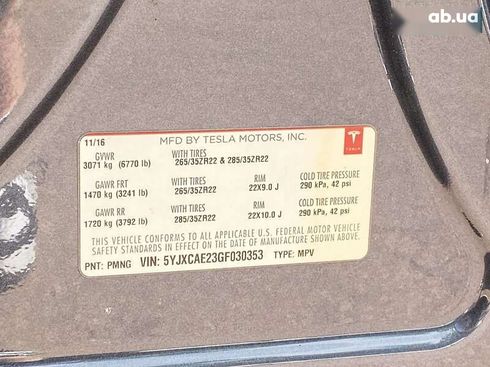 ab.ua
11/16
MFD BY TESLA MOTORS, INC.
TESLA
GVWR WITH TIRES
3071 kg (6770 lb) 265/35ZR22 & 285/35ZR22
GAWR FRT WITH TIRES RIM COLD TIRE PRESSURE
1470 kg (3241 lb) 265/35ZR22 22X9.0 J 290 kPa, 42 psi
GAWR RR WITH TIRES RIM COLD TIRE PRESSURE
1720 kg (3792 lb) 285/35ZR22 22X10.0 J 290 kPa, 42 psi
THIS VEHICLE CONFORMS TO ALL APPLICABLE U.S. FEDERAL MOTOR VEHICLE
SAFETY STANDARDS IN EFFECT ON THE DATE OF MANUFACTURE SHOWN ABOVE.
PNT: PMNG VIN: 5YJXCAE23GF030353 TYPE: MPV